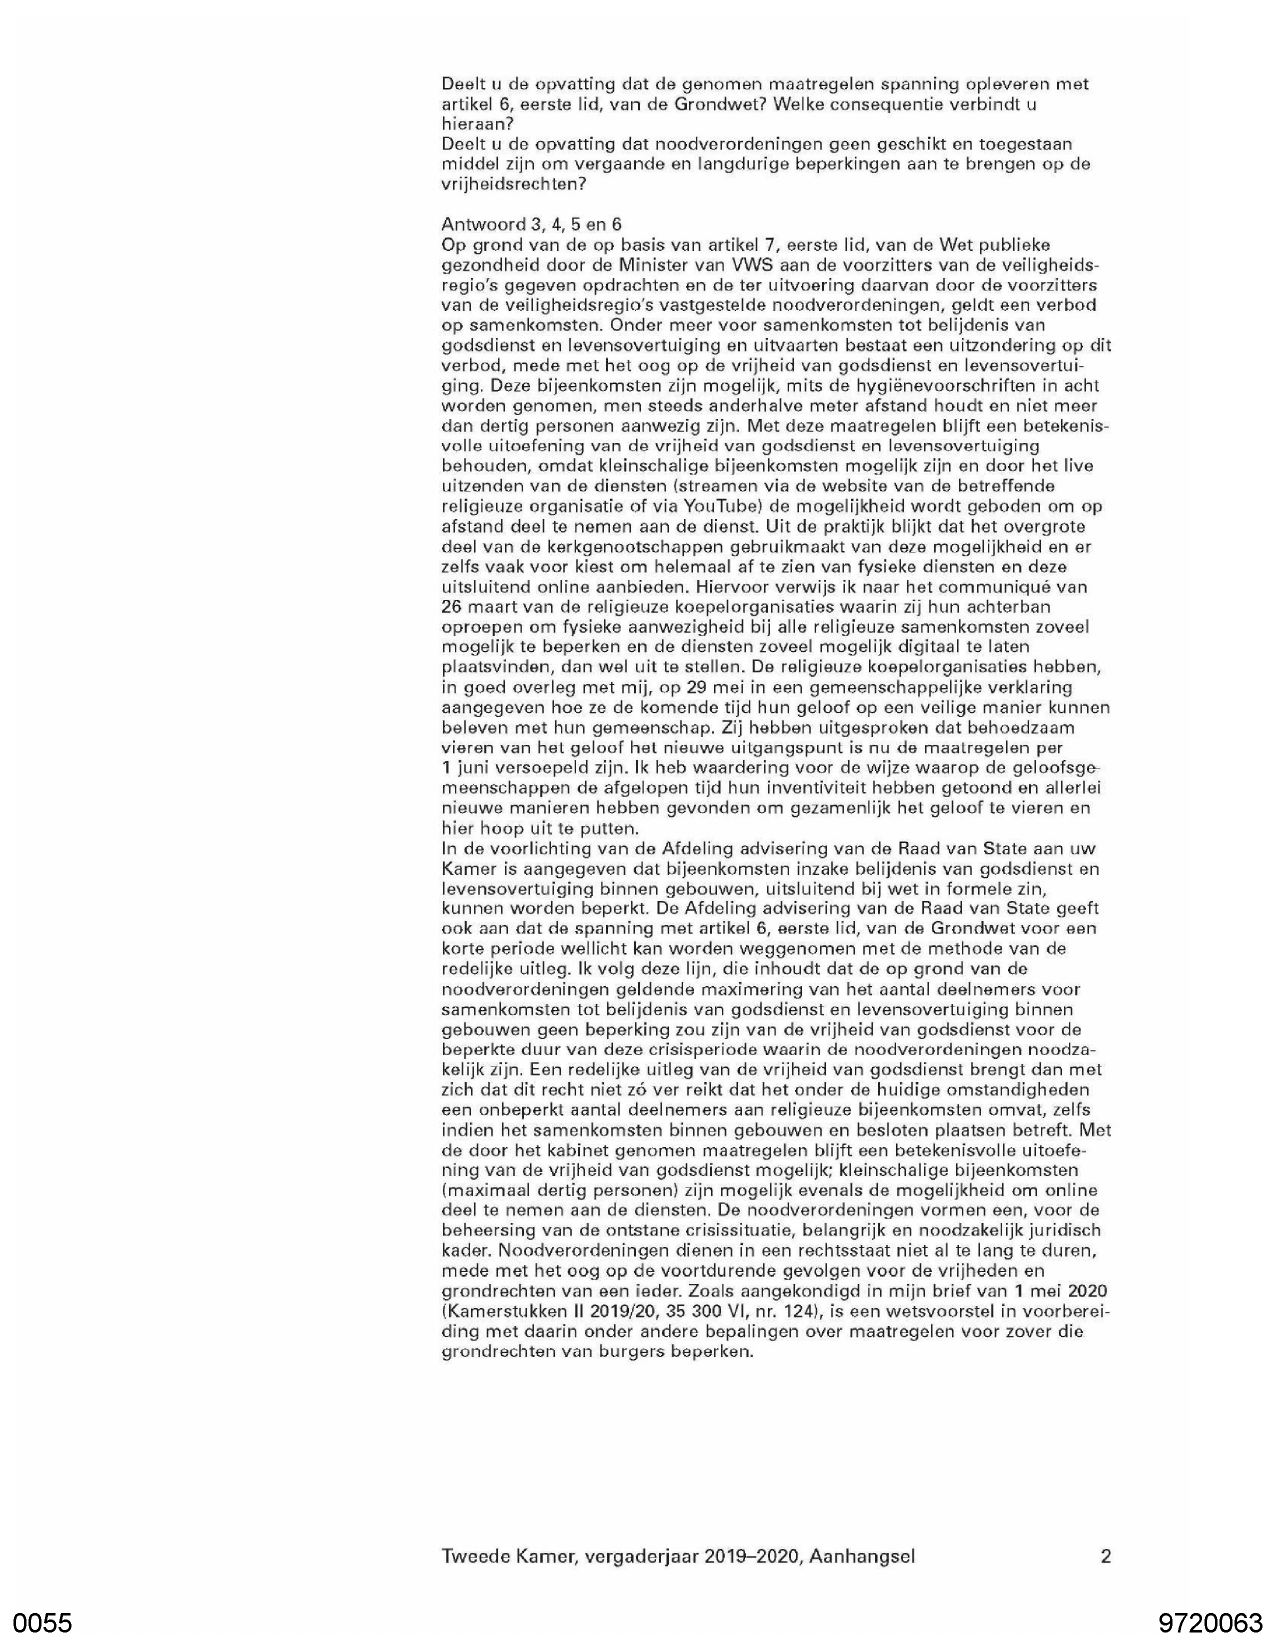 Deelt u de opvatting dat de genomen maatregelen spanning opleveren met
artikel 6, eerste lid, van de Grondwet? Welke consequentie verbindt u
hieraan?
Deelt u de opvatting dat noodverordeningen geen geschikt en toegestaan
middel zijn om vergaande en langdurige beperkingen aan te brengen op de
vrijheidsrechten?
Antwoord 3, 4, 5 en 6
Op grond van de op basis van artikel 7, eerste lid, van de Wet publieke
gezondheid door de Minister van VWS aan de voorzitters van de veiligheids-
regio's gegeven opdrachten en de ter uitvoering daarvan door de voorzitters
van de veiligheidsregio's vastgestelde noodverordeningen, geldt een verbod
op samenkomsten. Onder meer voor samenkomsten tot belijdenis van
godsdienst en levensovertuiging en uitvaarten bestaat een uitzondering op dit
verbod, mede met het oog op de vrijheid van godsdienst en levensovertui-
ging. Deze bijeenkomsten zijn mogelijk, mits de hygiënevoorschriften in acht
worden genomen, men steeds anderhalve meter afstand houdt en niet meer
dan dertig personen aanwezig zijn. Met deze maatregelen blijft een betekenis-
volle uitoefening van de vrijheid van godsdienst en levensovertuiging
behouden, omdat kleinschalige bijeenkomsten mogelijk zijn en door het live
uitzenden van de diensten (streamen via de website van de betreffende
religieuze organisatie of via YouTube) de mogelijkheid wordt geboden om op
afstand deel te nemen aan de dienst. Uit de praktijk blijkt dat het overgrote
deel van de kerkgenootschappen gebruikmaakt van deze mogelijkheid en er
zelfs vaak voor kiest om helemaal af te zien van fysieke diensten en deze
uitsluitend online aanbieden. Hiervoor verwijs ik naar het communiqué van
26 maart van de religieuze koepelorganisaties waarin zij hun achterban
oproepen om fysieke aanwezigheid bij alle religieuze samenkomsten zoveel
mogelijk te beperken en de diensten zoveel mogelijk digitaal te laten
plaatsvinden, dan wel uit te stellen. De religieuze koepelorganisaties hebben,
in goed overleg met mij, op 29 mei in een gemeenschappelijke verklaring
aangegeven hoe ze de komende tijd hun geloof op een veilige manier kunnen
beleven met hun gemeenschap. Zij hebben uitgesproken dat behoedzaam
vieren van het geloof het nieuwe uitgangspunt is nu de maatregelen per
1 juni versoepeld zijn. Ik heb waardering voor de wijze waarop de geloofsge-
meenschappen de afgelopen tijd hun inventiviteit hebben getoond en allerlei
nieuwe manieren hebben gevonden om gezamenlijk het geloof te vieren en
hier hoop uit te putten.
In de voorlichting van de Afdeling advisering van de Raad van State aan uw
Kamer is aangegeven dat bijeenkomsten inzake belijdenis van godsdienst en
levensovertuiging binnen gebouwen, uitsluitend bij wet in formele zin,
kunnen worden beperkt. De Afdeling advisering van de Raad van State geeft
ook aan dat de spanning met artikel 6, eerste lid, van de Grondwet voor een
korte periode wellicht kan worden weggenomen met de methode van de
redelijke uitleg. Ik volg deze lijn, die inhoudt dat de op grond van de
noodverordeningen geldende maximering van het aantal deelnemers voor
samenkomsten tot belijdenis van godsdienst en levensovertuiging binnen
gebouwen geen beperking zou zijn van de vrijheid van godsdienst voor de
beperkte duur van deze crisisperiode waarin de noodverordeningen noodza-
kelijk zijn. Een redelijke uitleg van de vrijheid van godsdienst brengt dan met
zich dat dit recht niet zó ver reikt dat het onder de huidige omstandigheden
een onbeperkt aantal deelnemers aan religieuze bijeenkomsten omvat, zelfs
indien het samenkomsten binnen gebouwen en besloten plaatsen betreft. Met
de door het kabinet genomen maatregelen blijft een betekenisvolle uitoefe-
ning van de vrijheid van godsdienst mogelijk; kleinschalige bijeenkomsten
(maximaal dertig personen) zijn mogelijk evenals de mogelijkheid om online
deel te nemen aan de diensten. De noodverordeningen vormen een, voor de
beheersing van de ontstane crisissituatie, belangrijk en noodzakelijk juridisch
kader. Noodverordeningen dienen in een rechtsstaat niet al te lang te duren,
mede met het oog op de voortdurende gevolgen voor de vrijheden en
grondrechten van een ieder. Zoals aangekondigd in mijn brief van 1 mei 2020
(Kamerstukken II 2019/20, 35 300 VI, nr. 124), is een wetsvoorstel in voorberei-
ding met daarin onder andere bepalingen over maatregelen voor zover die
grondrechten van burgers beperken.
Tweede Kamer, vergaderjaar 2019–2020, Aanhangsel 2
0055 9720063